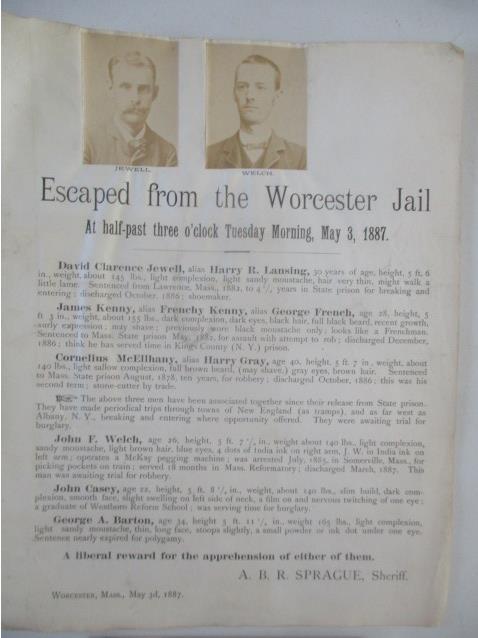 JEWELL.
WELCH.
Escaped from the Worcester Jail
At half-past three o'clock Tuesday Morning, May 3, 1887.
David Clarence Jewell, alias Harry R. Lansing, 30 years of age, height, 5 ft. 6
in., weight, about 145 lbs., light complexion, light sandy moustache, hair very thin, might walk a
little lame. Sentenced from Lawrence, Mass., 1882, to 4 1/2 years in State prison for breaking and
entering; discharged October, 1886; shoemaker.
James Kenny, alias Frenchy Kenny, alias George French, age 28, height, 5
ft 3 in., weight, about 155 lbs., dark complexion, dark eyes, black hair, full black beard, recent growth,
surly expression; may shave; previously wore black moustache only; looks like a Frenchman.
Sentenced to Mass. State prison May, 1882, for assault with attempt to rob; discharged December,
1886; think he has served time in Kings County (N. Y.) prison.
Cornelius McEllhany, alias Harry Gray, age 40, height, 5 ft. 7 in., weight, about
140 lbs., light sallow complexion, full brown beard, (may shave,) gray eyes, brown hair. Sentenced
to Mass. State prison August, 1878, ten years, for robbery; discharged October, 1886; this was his
second term; stone-cutter by trade.
The above three men have been associated together since their release from State prison.
They have made periodical trips through towns of New England (as tramps), and as far west as
Albany, N. Y., breaking and entering where opportunity offered. They were awaiting trial for
burglary.
John F. Welch, age 26, height, 5 ft. 7 1/2 in., weight about 140 lbs., light complexion,
sandy moustache, light brown hair, blue eyes, 4 dots of India ink on right arm, J. W. in India ink on
left arm; operates a McKay pegging machine; was arrested July, 1885, in Somerville, Mass., for
picking pockets on train; served 18 months in Mass. Reformatory; discharged March, 1887. This
man was awaiting trial for robbery.
John Casey, age 22, height, 5 ft. 8 1/2 in., weight, about 140 lbs., slim build, dark com-
plexion, smooth face, slight swelling on left side of neck, a film on and nervous twitching of one eye;
a graduate of Westboro Reform School; was serving time for burglary.
George A. Barton, age 34, height 5 ft. 11 1/2 in., weight 165 lbs., light complexion,
light sandy moustache, thin, long face, stoops slightly, a small powder or ink dot under one eye.
Sentence nearly expired for polygamy.
A liberal reward for the apprehension of either of them.
A. B. R. SPRAGUE, Sheriff.
WORCESTER, MASS., May 3d, 1887.